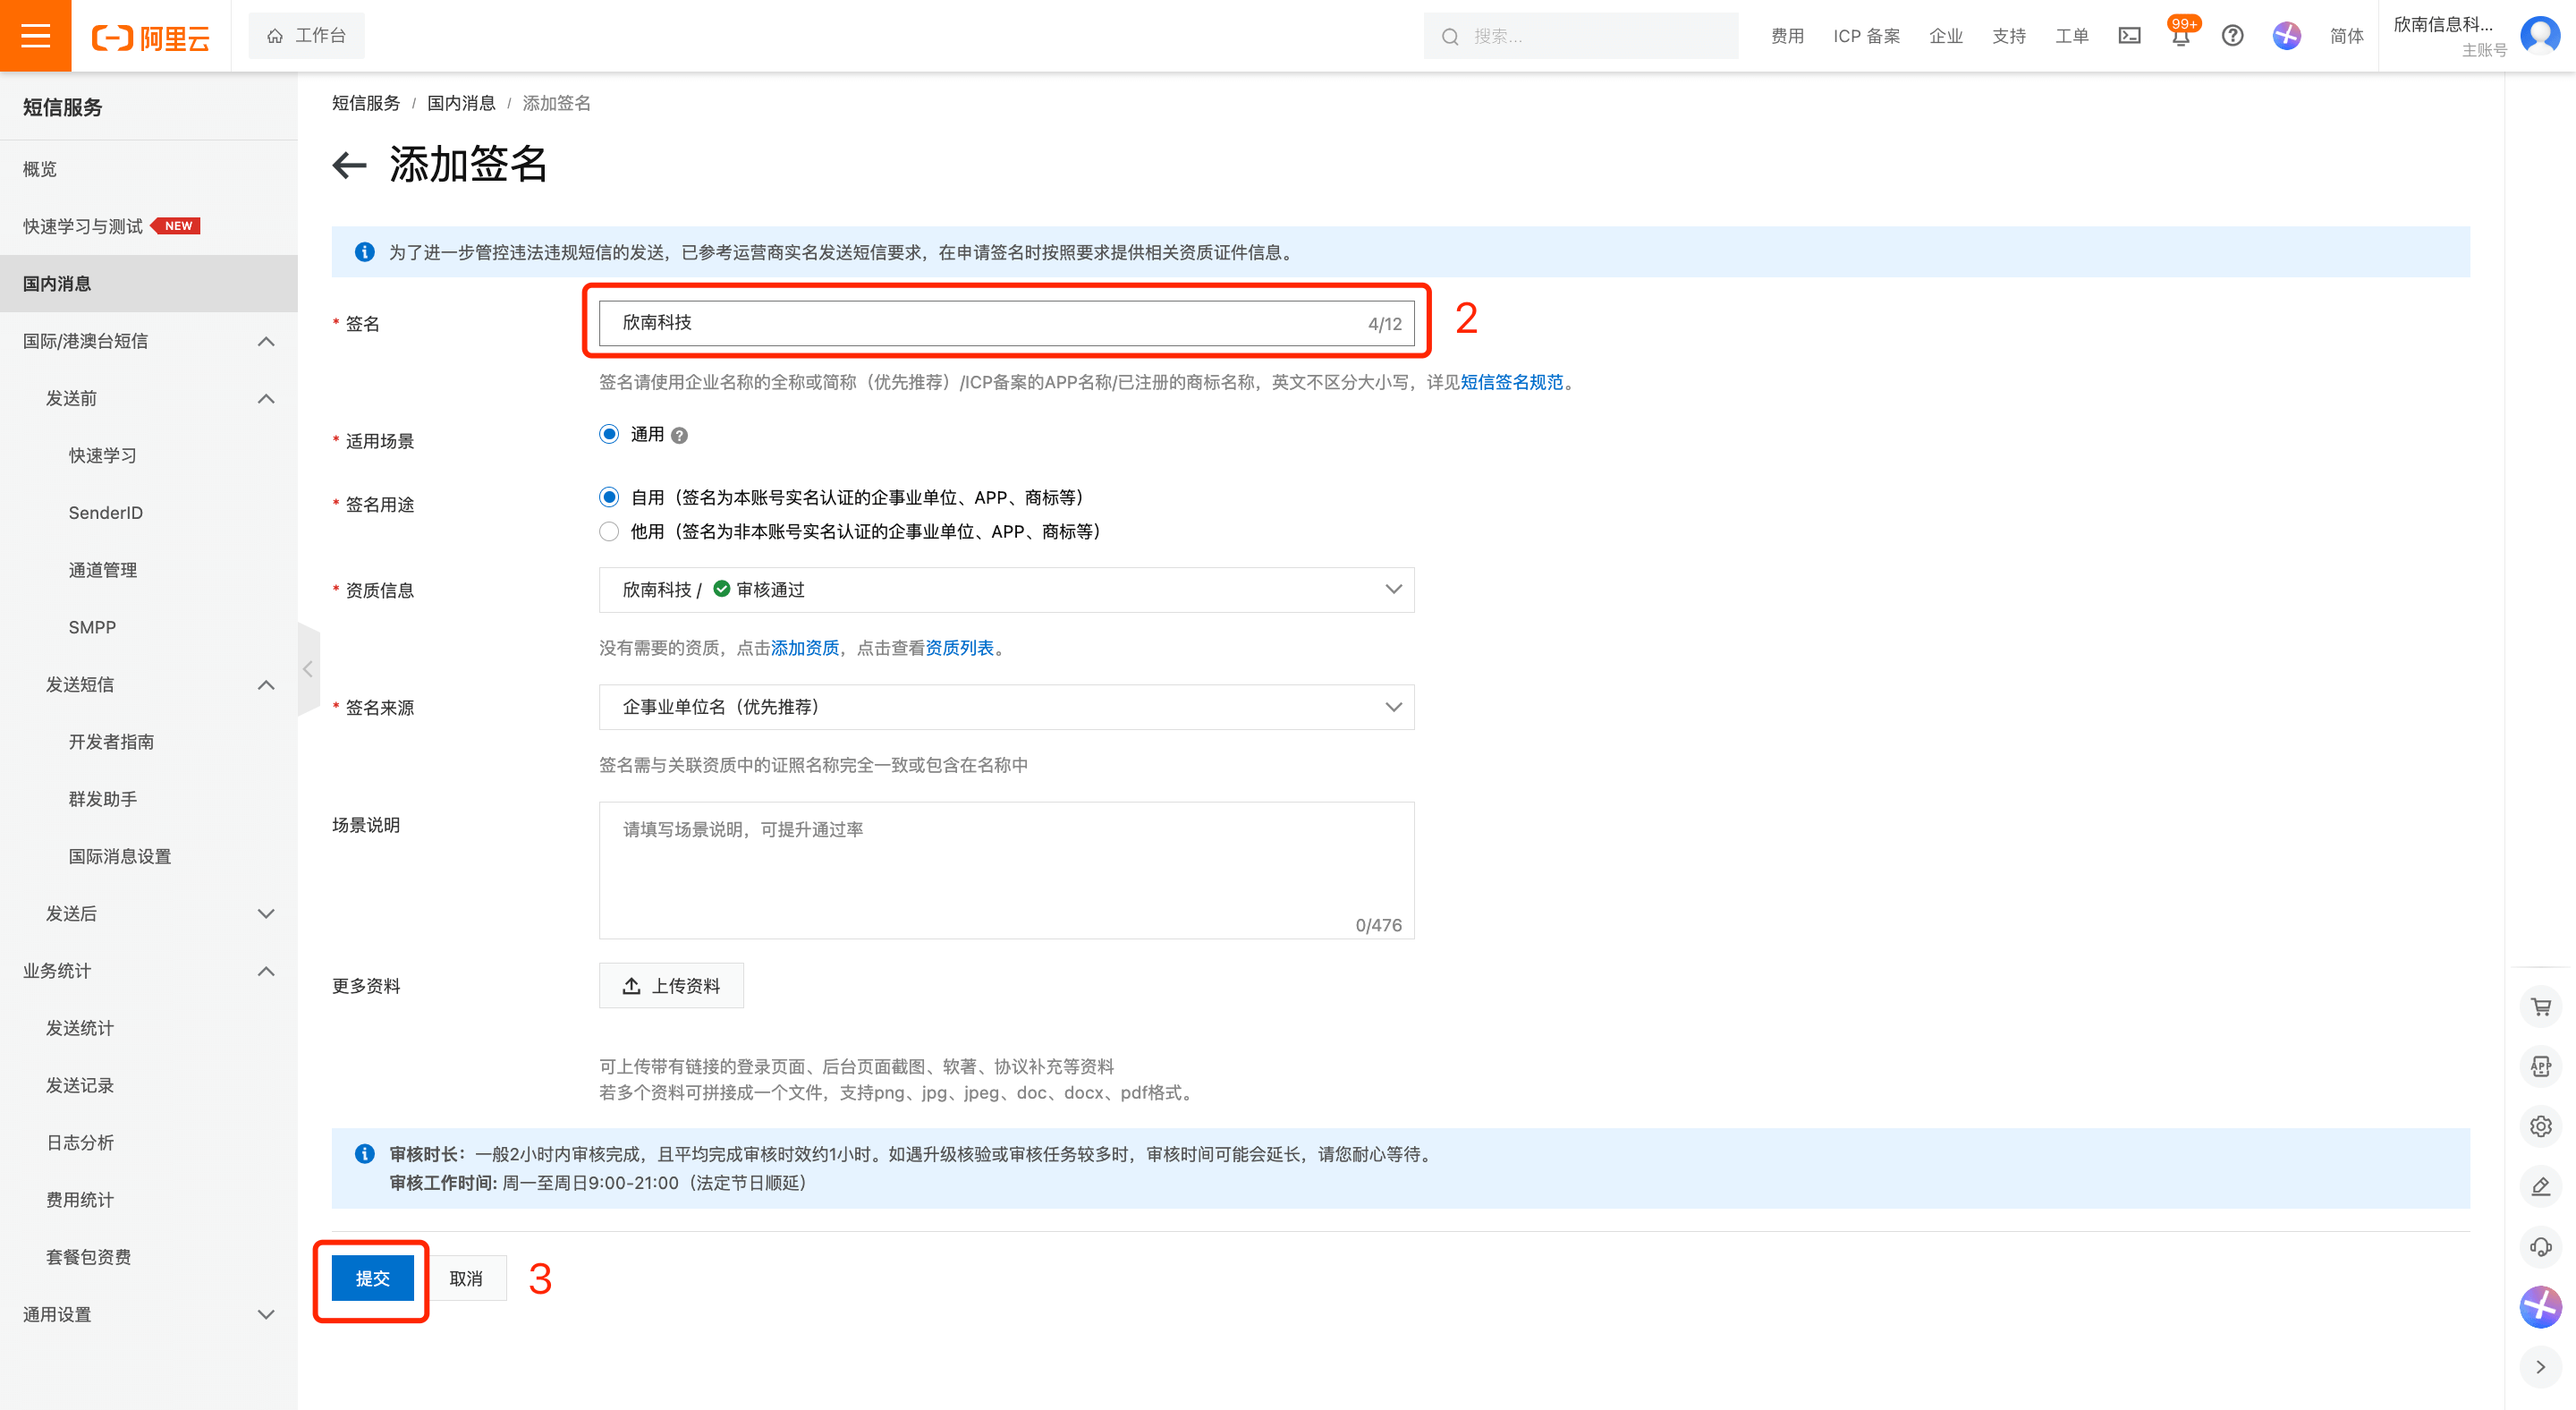 阿里云
工作台
搜索...
费用
ICP 备案
企业
支持
工单
99+
简体
欣南信息科...
主账号
短信服务
概览
快速学习与测试 NEW
国内消息
国际/港澳台短信
发送前
快速学习
SenderID
通道管理
SMPP
发送短信
开发者指南
群发助手
国际消息设置
发送后
业务统计
发送统计
发送记录
日志分析
费用统计
套餐包资费
通用设置
短信服务 / 国内消息 / 添加签名
添加签名
为了进一步管控违法违规短信的发送，已参考运营商实名发送短信要求，在申请签名时按照要求提供相关资质证件信息。
* 签名
欣南科技
4/12
2
签名请使用企业名称的全称或简称（优先推荐）/ICP备案的APP名称/已注册的商标名称，英文不区分大小写，详见短信签名规范。
* 适用场景
通用
* 签名用途
自用（签名为本账号实名认证的企事业单位、APP、商标等）
他用（签名为非本账号实名认证的企事业单位、APP、商标等）
* 资质信息
欣南科技 / 审核通过
没有需要的资质，点击添加资质，点击查看资质列表。
* 签名来源
企事业单位名（优先推荐）
签名需与关联资质中的证照名称完全一致或包含在名称中
场景说明
请填写场景说明，可提升通过率
0/476
更多资料
上传资料
可上传带有链接的登录页面、后台页面截图、软著、协议补充等资料
若多个资料可拼接成一个文件，支持png、jpg、jpeg、doc、docx、pdf格式。
审核时长：一般2小时内审核完成，且平均完成审核时效约1小时。如遇升级核验或审核任务较多时，审核时间可能会延长，请您耐心等待。
审核工作时间: 周一至周日9:00-21:00（法定节日顺延）
提交
取消
3
APP